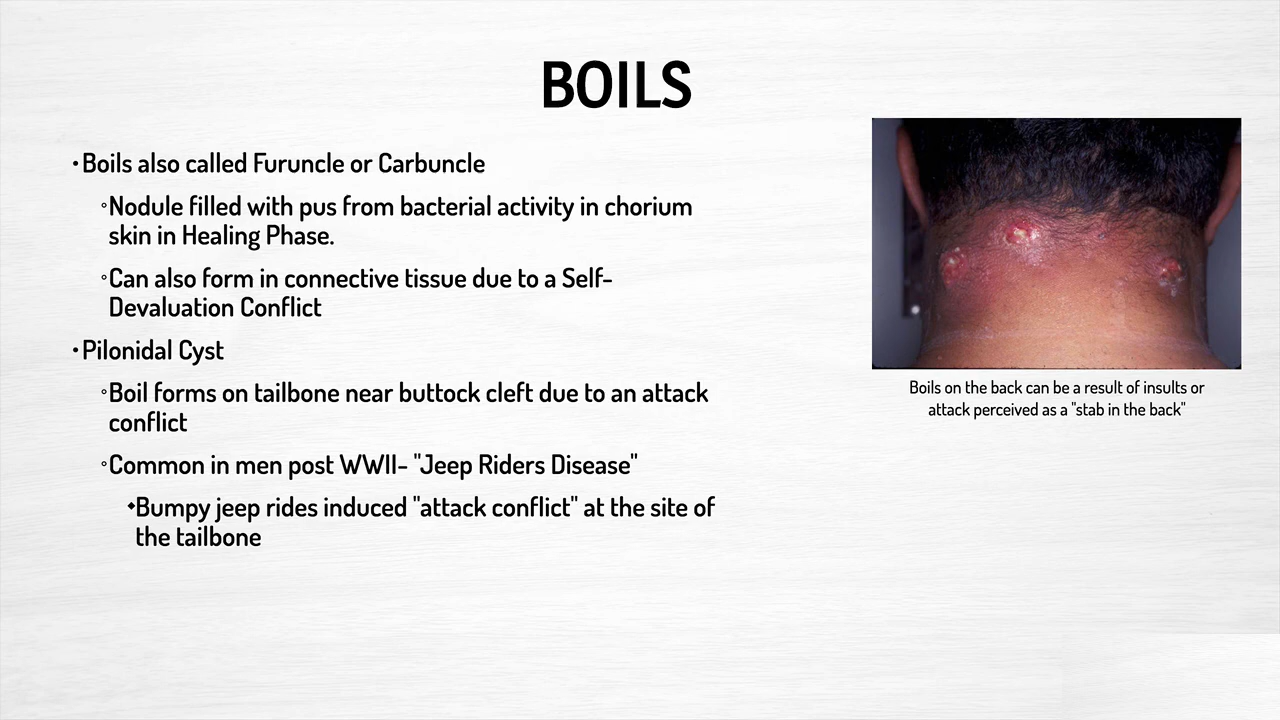 BOILS
•Boils also called Furuncle or Carbuncle
◦Nodule filled with pus from bacterial activity in chorium
skin in Healing Phase.
◦Can also form in connective tissue due to a Self-
Devaluation Conflict
•Pilonidal Cyst
◦Boil forms on tailbone near buttock cleft due to an attack
conflict
◦Common in men post WWII- "Jeep Riders Disease"
◆Bumpy jeep rides induced "attack conflict" at the site of
the tailbone
Boils on the back can be a result of insults or
attack perceived as a "stab in the back"